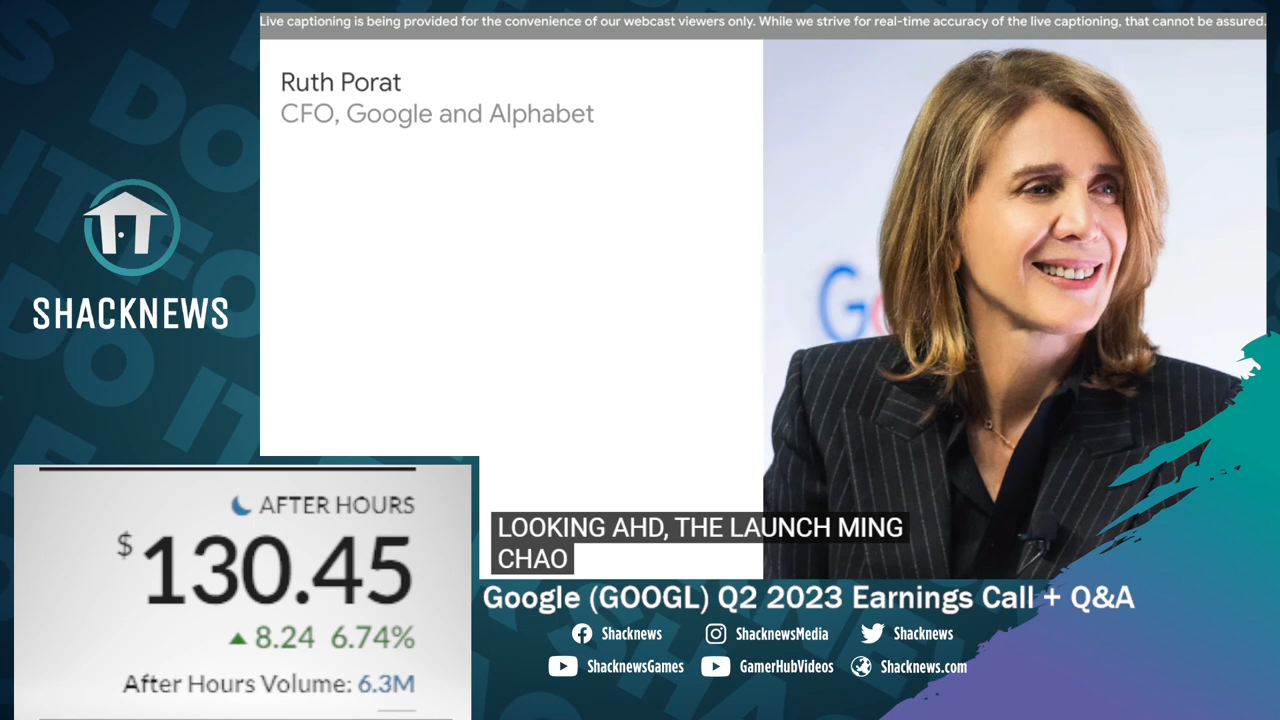 Live captioning is being provided for the convenience of our webcast viewers only. While we strive for real-time accuracy of the live captioning, that cannot be assured.
Ruth Porat
CFO, Google and Alphabet
SHACKNEWS
AFTER HOURS
$130.45
▲ 8.24 6.74%
After Hours Volume: 6.3M
LOOKING AHD, THE LAUNCH MING
CHAO
Google (GOOGL) Q2 2023 Earnings Call + Q&A
Shacknews ShacknewsMedia Shacknews
ShacknewsGames GamerHubVideos Shacknews.com